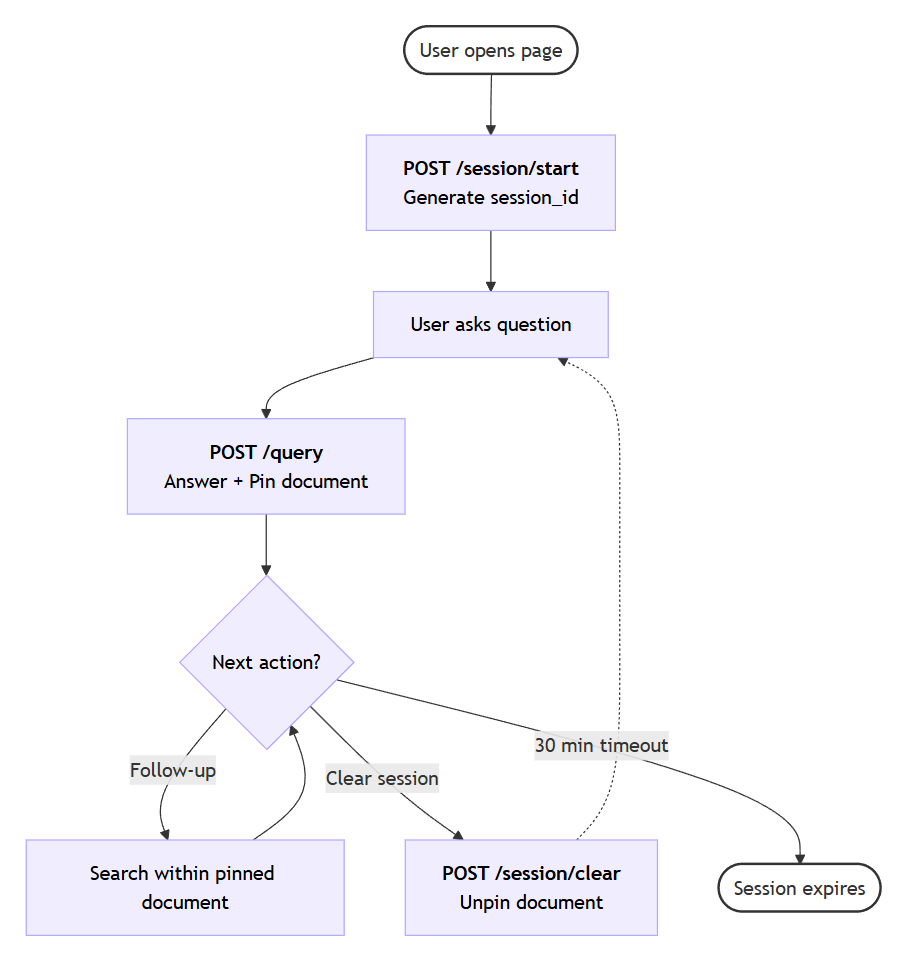 User opens page
POST /session/start
Generate session_id
User asks question
POST /query
Answer + Pin document
Next action?
30 min timeout
Follow-up
Clear session
Search within pinned
document
POST /session/clear
Unpin document
Session expires